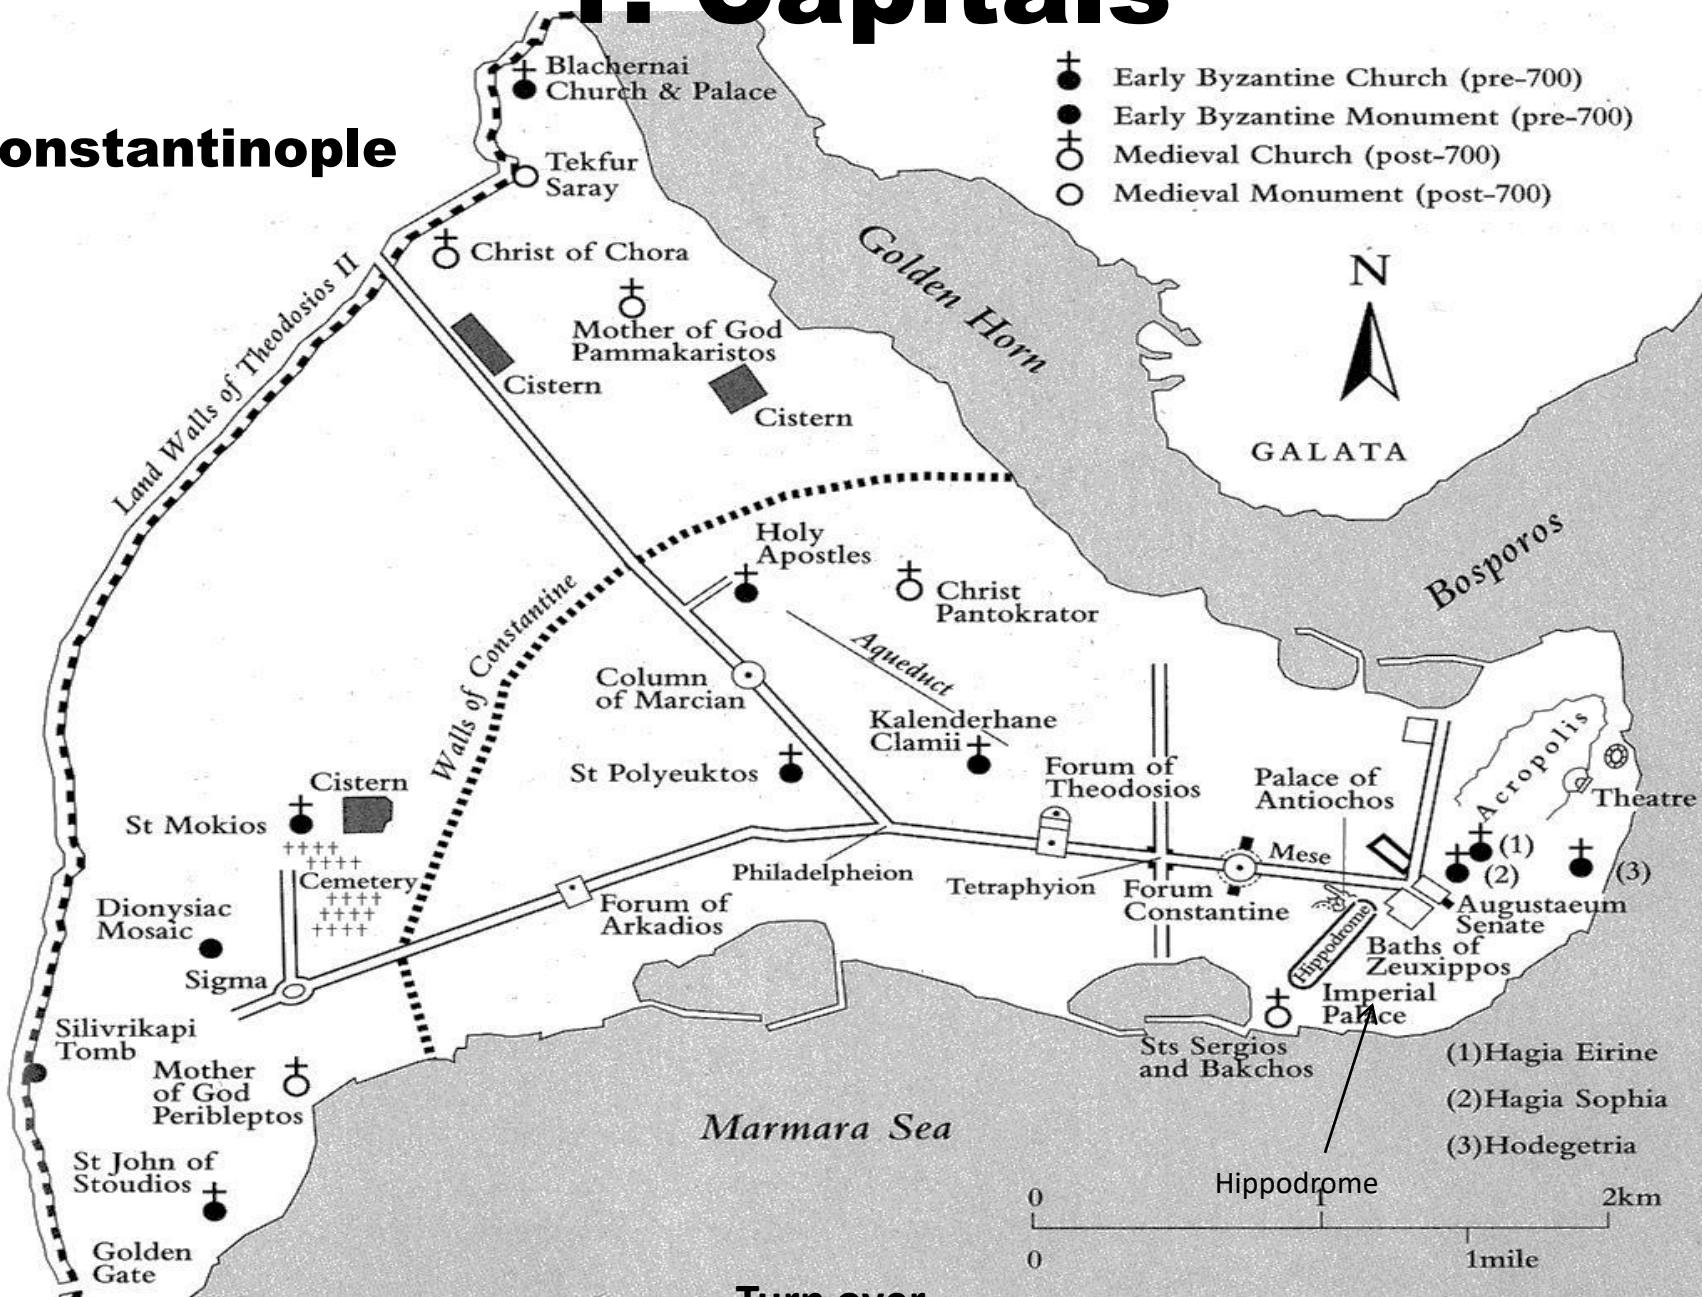 1. Capitals
onstantinople
Early Byzantine Church (pre-700)
Early Byzantine Monument (pre-700)
Medieval Church (post-700)
Medieval Monument (post-700)
N
Blachernai
Church & Palace
Tekfur
Saray
Christ of Chora
Mother of God
Pammakaristos
Cistern
Cistern
Land Walls of Theodosios II
Golden Horn
GALATA
Bosporos
Holy
Apostles
Christ
Pantokrator
Walls of Constantine
Aqueduct
Column
of Marcian
Kalenderhane
Clamii
St Polyeuktos
Forum of
Theodosios
Palace of
Antiochos
Acropolis
Theatre
Cistern
St Mokios
Cemetery
Philadelpheion
Tetraphyion
Mese
Forum
Constantine
(1)
(2)
(3)
Augustaeum
Senate
Hippodrome
Baths of
Zeuxippos
Imperial
Palace
Forum of
Arkadios
Dionysiac
Mosaic
Sigma
Silivrikapi
Tomb
Mother
of God
Peribleptos
St John of
Stoudios
Golden
Gate
Sts Sergios
and Bakchos
Marmara Sea
(1)Hagia Eirine
(2)Hagia Sophia
(3)Hodegetria
Hippodrome
0 1 2km
0 1mile
Turn over